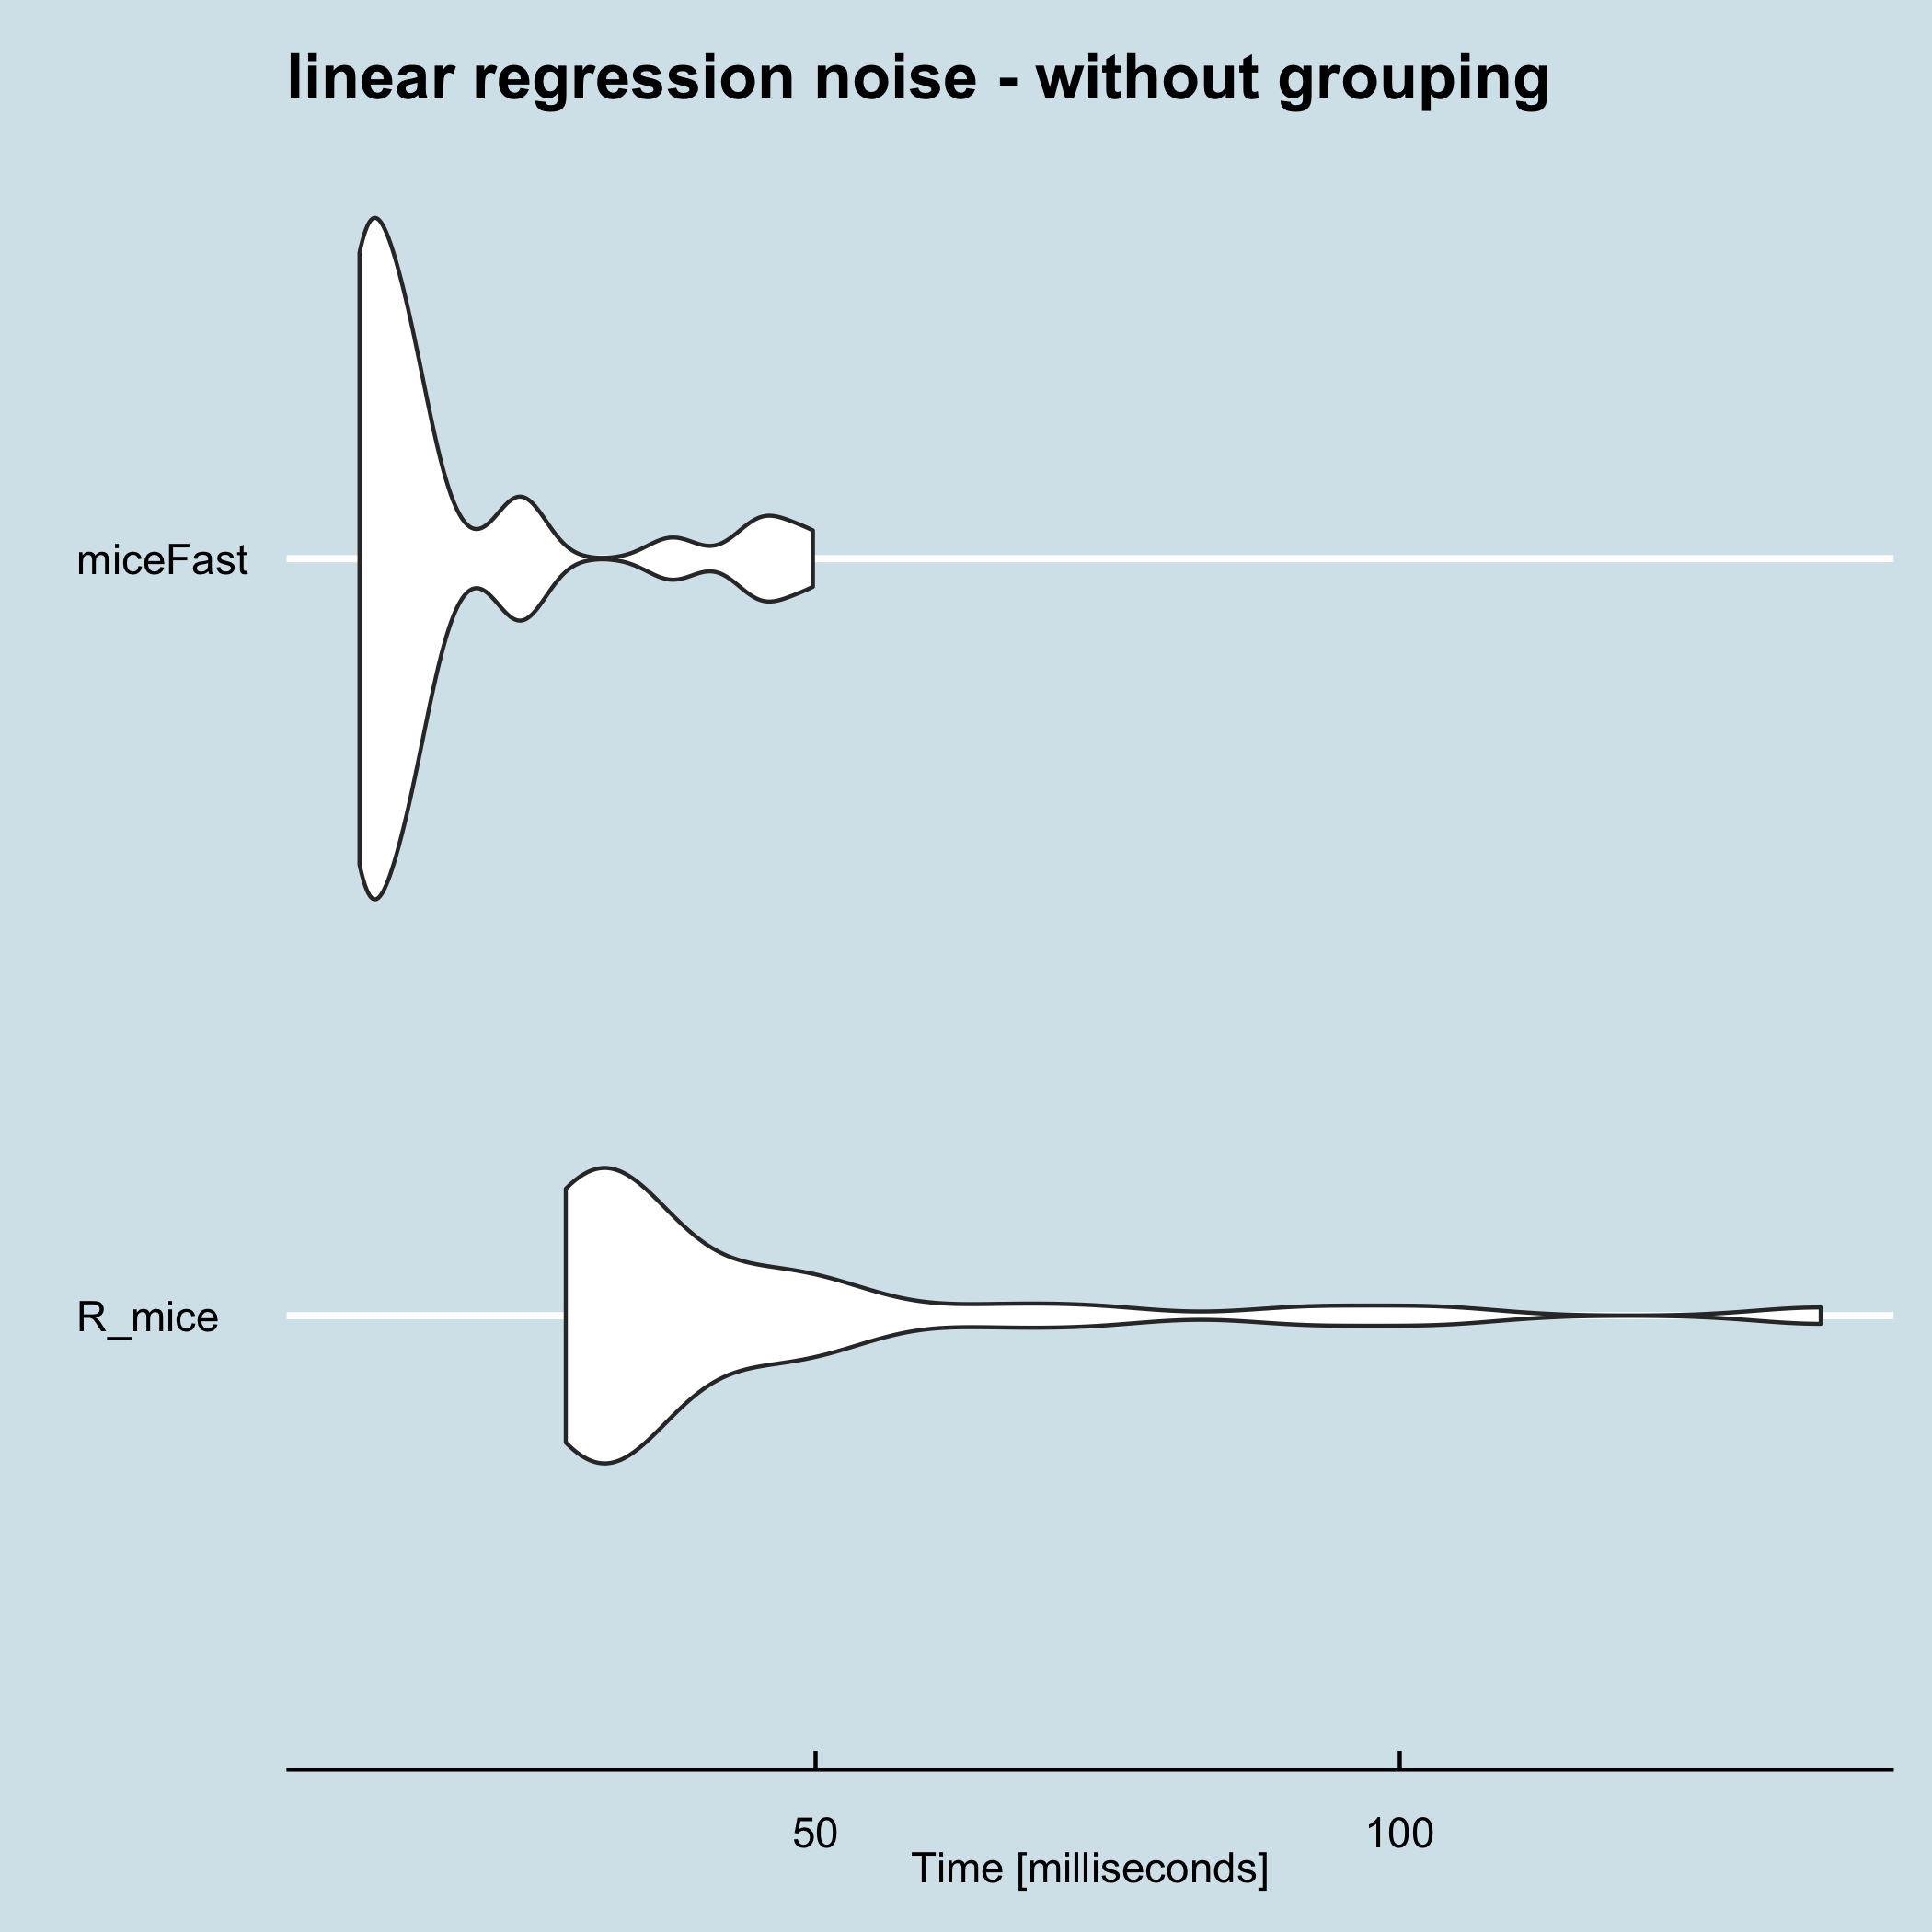 linear regression noise - without grouping
miceFast
R_mice
50
100
Time [milliseconds]